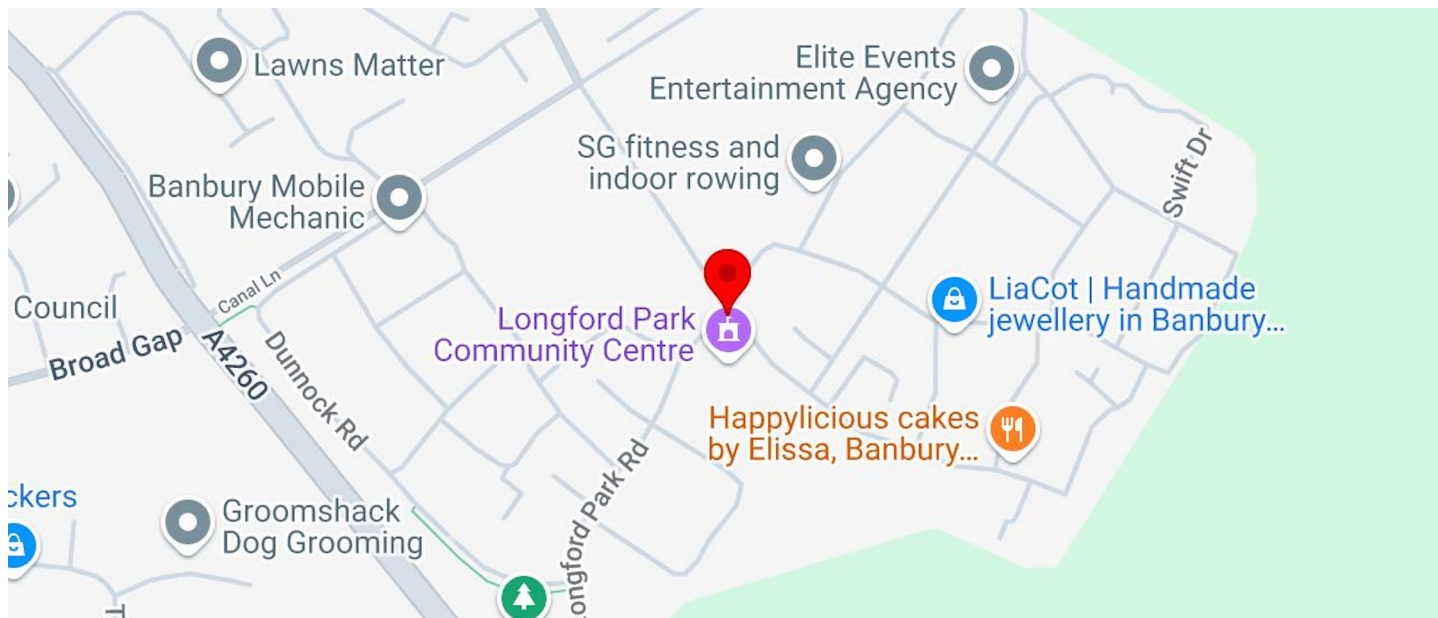 Elite Events
Entertainment Agency
Lawns Matter
SG fitness and
indoor rowing
Swift Dr
Banbury Mobile
Mechanic
Canal Ln
Council
Longford Park
Community Centre
LiaCot | Handmade
jewellery in Banbury...
Broad Gap
A4260
Dunnock Rd
Happylicious cakes
by Elissa, Banbury...
ckers
Groomshack
Dog Grooming
ongford Park Rd